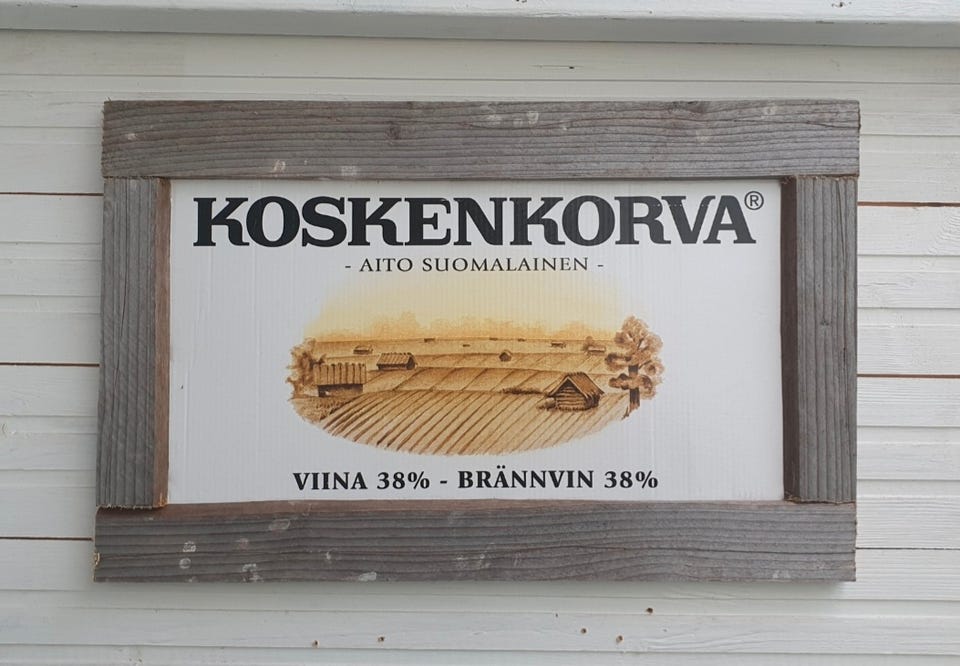 KOSKENKORVA®
- AITO SUOMALAINEN -
VIINA 38% - BRÄNNVIN 38%